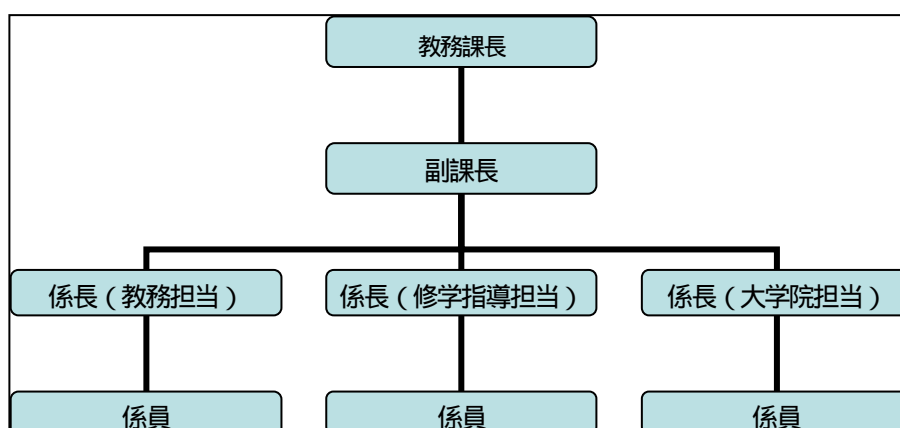 教務課長
副課長
係長（教務担当）
係長（修学指導担当）
係長（大学院担当）
係員
係員
係員